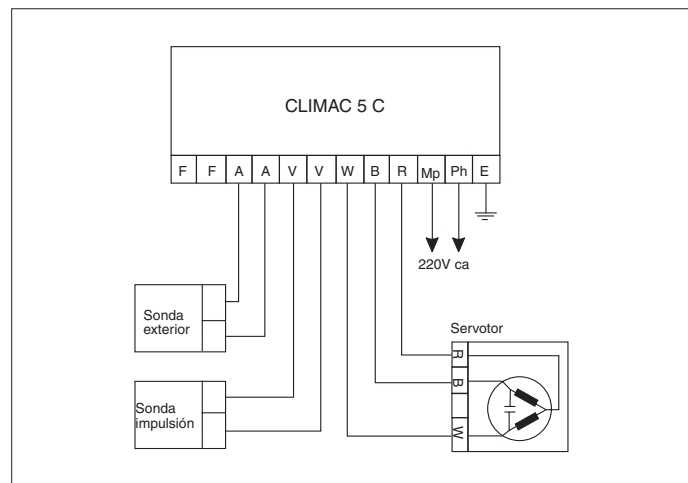 CLIMAC 5 C
F F A A V V W B R Mp Ph E
220V ca
Sonda
exterior
Servotor
R
B
W
Sonda
impulsión